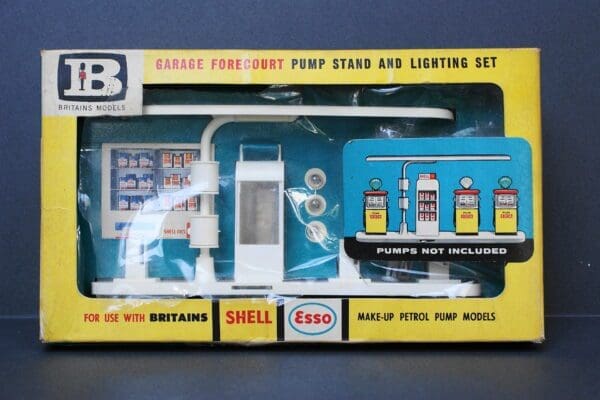 B
BRITAINS MODELS
GARAGE FORECOURT PUMP STAND AND LIGHTING SET
PUMPS NOT INCLUDED
FOR USE WITH BRITAINS SHELL Esso MAKE-UP PETROL PUMP MODELS